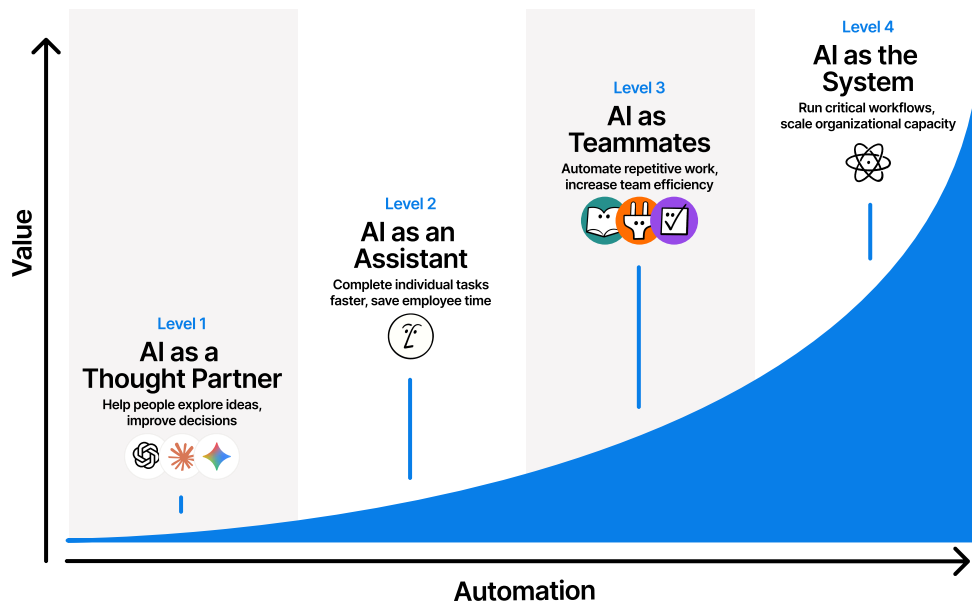 Level 4
AI as the
System
Run critical workflows,
scale organizational capacity
Level 3
AI as
Teammates
Automate repetitive work,
increase team efficiency
Level 2
AI as an
Assistant
Complete individual tasks
faster, save employee time
Level 1
AI as a
Thought Partner
Help people explore ideas,
improve decisions
Value
Automation